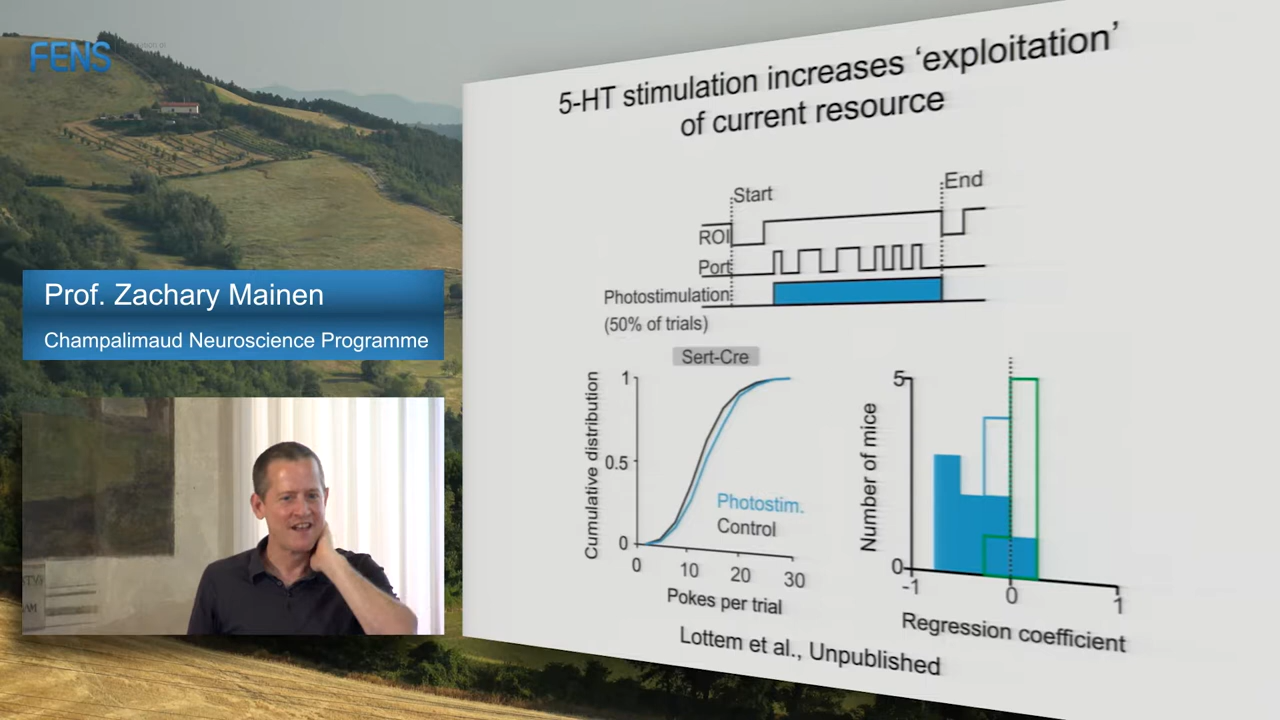 FENS
5-HT stimulation increases ‘exploitation’
of current resource
Start
End
ROI
Port
Photostimulation
(50% of trials)
Sert-Cre
Cumulative distribution
1
0.5
0
0
10
20
30
Photostim.
Control
Pokes per trial
Number of mice
5
0
-1
0
1
Regression coefficient
Lottem et al., Unpublished
Prof. Zachary Mainen
Champalimaud Neuroscience Programme